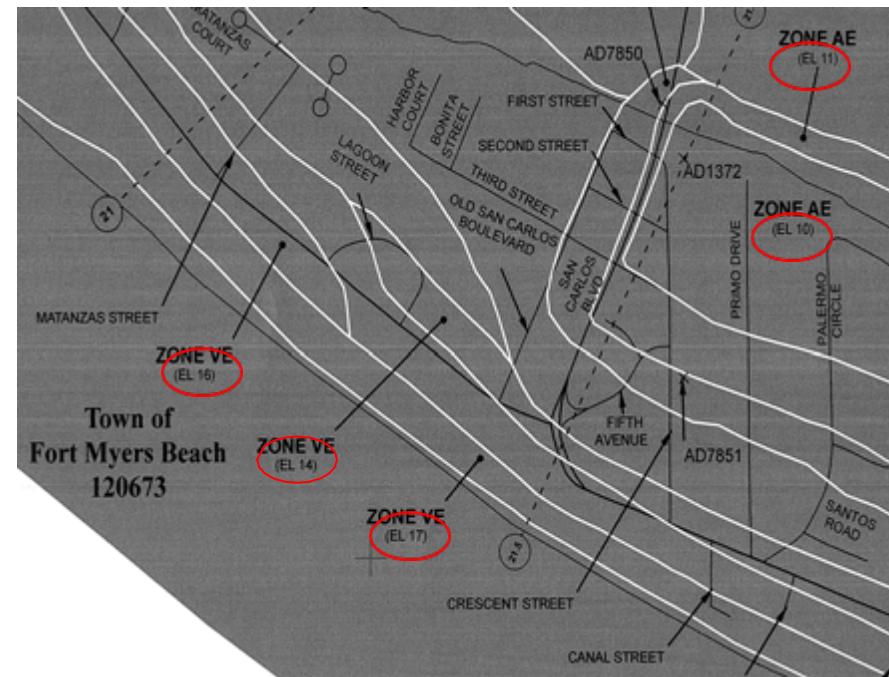 MATANZAS
COURT
21.
ZONE AE
(EL 11)
AD7850
HARBOR
COURT
BONITA
STREET
FIRST STREET
LAGOON
STREET
SECOND STREET
THIRD STREET
AD1372
OLD SAN CARLOS
BOULEVARD
ZONE AE
(EL 10)
21
SAN
CARLOS
BLVD
PRIMO DRIVE
PALERMO
CIRCLE
MATANZAS STREET
ZONE VE
(EL 16)
Town of
Fort Myers Beach
120673
ZONE VE
(EL 14)
FIFTH
AVENUE
AD7851
ZONE VE
(EL 17)
SANTOS
ROAD
21.5
CRESCENT STREET
CANAL STREET